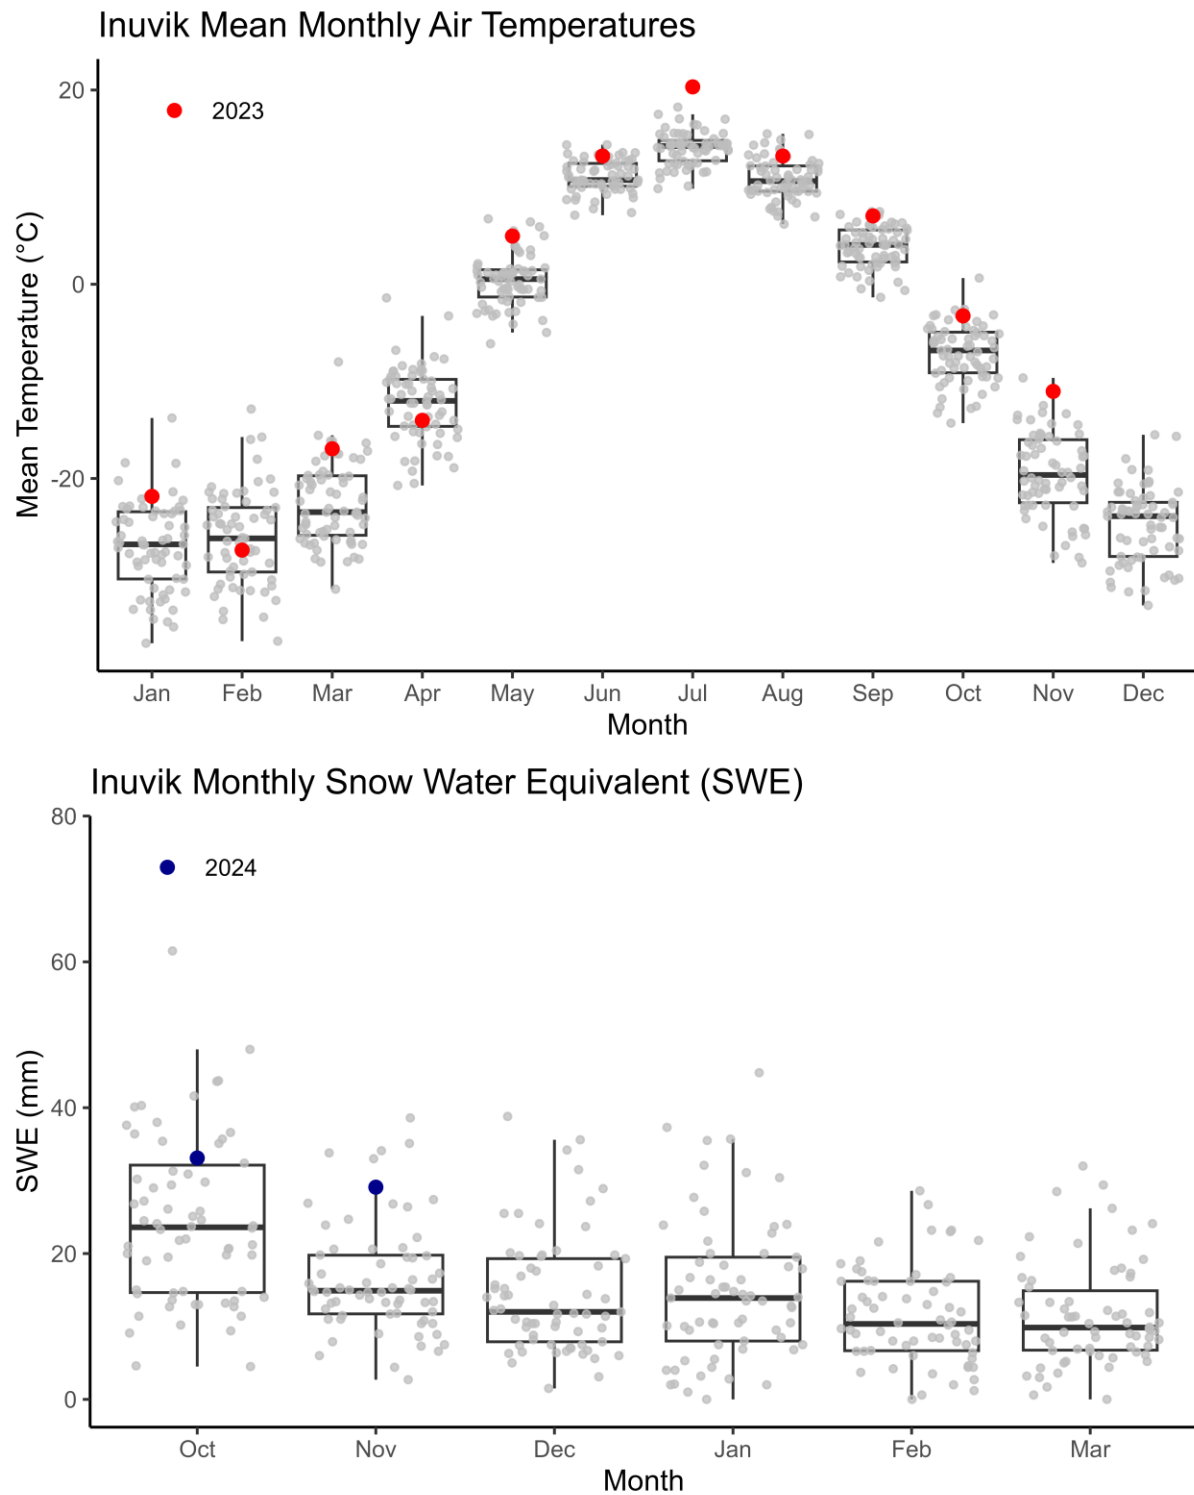 Inuvik Mean Monthly Air Temperatures
2023
Mean Temperature (°C)
20
0
-20
Jan Feb Mar Apr May Jun Jul Aug Sep Oct Nov Dec
Month
Inuvik Monthly Snow Water Equivalent (SWE)
2024
SWE (mm)
80
60
40
20
0
Oct Nov Dec Jan Feb Mar
Month